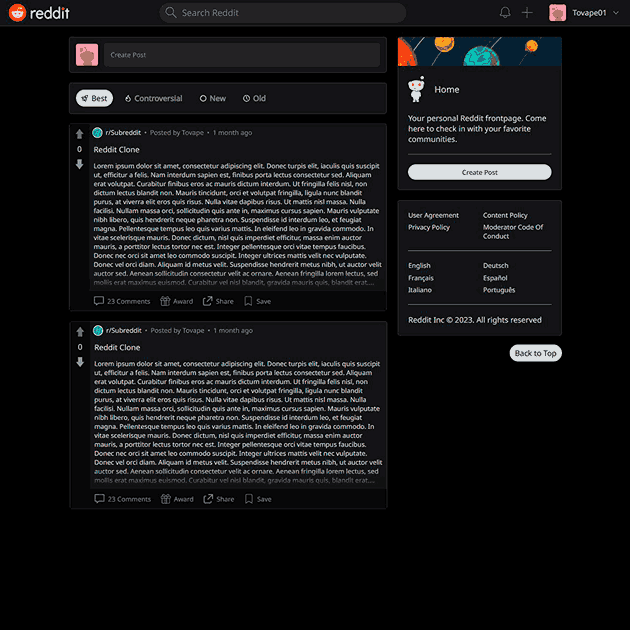 reddit
Search Reddit
Tovape01
Create Post
Best
Controversial
New
Old
r/Subreddit • Posted by Tovape • 1 month ago
0
Reddit Clone
Lorem ipsum dolor sit amet, consectetur adipiscing elit. Donec turpis elit, iaculis quis suscipit
ut, efficitur a felis. Nam interdum sapien est, finibus porta lectus consectetur sed. Aliquam
erat volutpat. Curabitur finibus eros ac mauris dictum interdum. Ut fringilla felis nisl, non
dictum lectus blandit non. Mauris tincidunt, orci et volutpat fringilla, ligula nunc blandit
purus, at viverra elit eros quis risus. Nulla vitae dapibus risus. Ut mattis nisl massa. Nulla
facilisi. Nullam massa orci, sollicitudin quis ante in, maximus cursus sapien. Mauris vulputate
nibh libero, quis hendrerit neque pharetra non. Suspendisse id interdum leo, et feugiat
magna. Pellentesque tempus leo quis varius mattis. In eleifend leo in gravida commodo. In
vitae scelerisque mauris. Donec dictum, nisl quis imperdiet efficitur, massa enim auctor
mauris, a porttitor lectus tortor nec est. Integer pellentesque orci vitae tempus faucibus.
Donec nec orci sit amet leo commodo suscipit. Integer ultrices mattis velit nec vulputate.
Donec vel orci diam. Aliquam id metus velit. Suspendisse hendrerit metus nibh, ut auctor velit
auctor sed. Aenean sollicitudin consectetur velit ac ornare. Aenean fringilla lectus sed, sed
mollis erat maximus euismod. Curabitur vel nisl blandit, gravida mauris quis, blandit erat....
23 Comments
Award
Share
Save
r/Subreddit • Posted by Tovape • 1 month ago
0
Reddit Clone
Lorem ipsum dolor sit amet, consectetur adipiscing elit. Donec turpis elit, iaculis quis suscipit
ut, efficitur a felis. Nam interdum sapien est, finibus porta lectus consectetur sed. Aliquam
erat volutpat. Curabitur finibus eros ac mauris dictum interdum. Ut fringilla felis nisl, non
dictum lectus blandit non. Mauris tincidunt, orci et volutpat fringilla, ligula nunc blandit
purus, at viverra elit eros quis risus. Nulla vitae dapibus risus. Ut mattis nisl massa. Nulla
facilisi. Nullam massa orci, sollicitudin quis ante in, maximus cursus sapien. Mauris vulputate
nibh libero, quis hendrerit neque pharetra non. Suspendisse id interdum leo, et feugiat
magna. Pellentesque tempus leo quis varius mattis. In eleifend leo in gravida commodo. In
vitae scelerisque mauris. Donec dictum, nisl quis imperdiet efficitur, massa enim auctor
mauris, a porttitor lectus tortor nec est. Integer pellentesque orci vitae tempus faucibus.
Donec nec orci sit amet leo commodo suscipit. Integer ultrices mattis velit nec vulputate.
Donec vel orci diam. Aliquam id metus velit. Suspendisse hendrerit metus nibh, ut auctor velit
auctor sed. Aenean sollicitudin consectetur velit ac ornare. Aenean fringilla lectus sed, sed
mollis erat maximus euismod. Curabitur vel nisl blandit, gravida mauris quis, blandit erat....
23 Comments
Award
Share
Save
Home
Your personal Reddit frontpage. Come
here to check in with your favorite
communities.
Create Post
User Agreement
Content Policy
Privacy Policy
Moderator Code Of
Conduct
English
Deutsch
Français
Español
Italiano
Português
Reddit Inc © 2023. All rights reserved
Back to Top